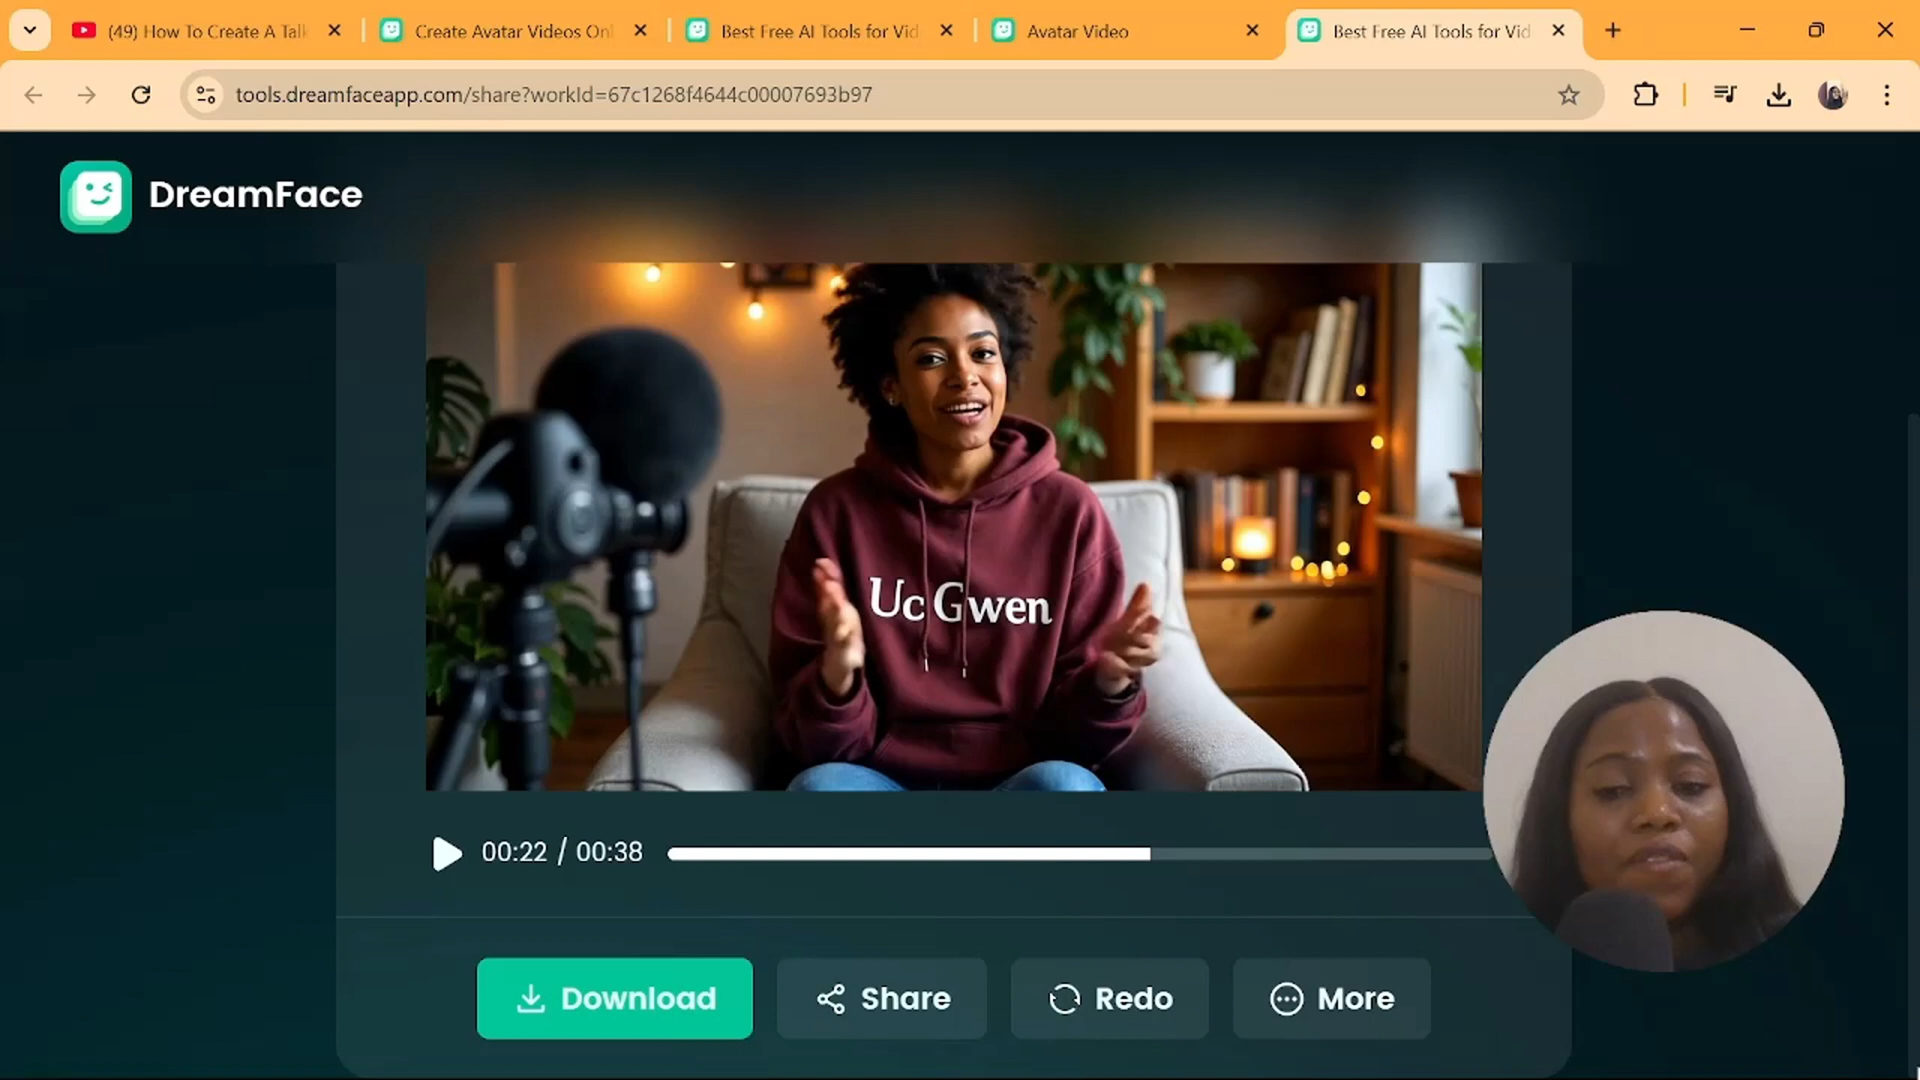 (49) How To Create A Talk
Create Avatar Videos Onl
Best Free AI Tools for Vid
Avatar Video
Best Free AI Tools for Vid
tools.dreamfaceapp.com/share?workId=67c1268f4644c00007693b97
DreamFace
Uc Gwen
00:22 / 00:38
Download
Share
Redo
More